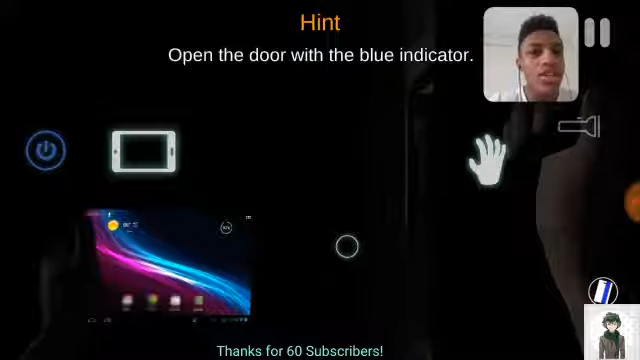 Hint
Open the door with the blue indicator.
Thanks for 60 Subscribers!